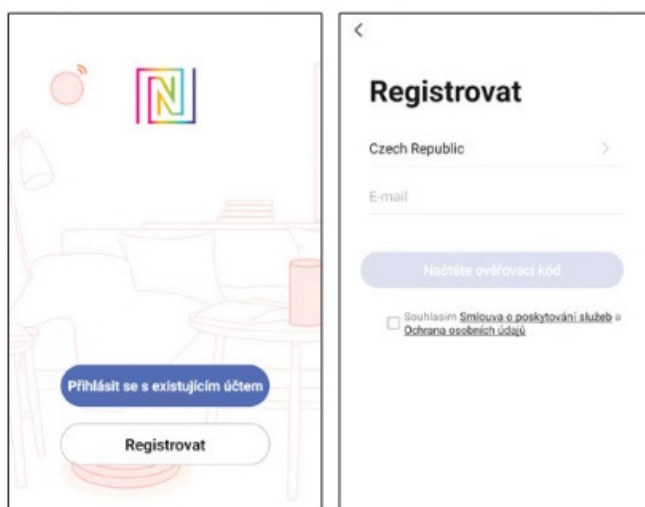 Přihlásit se s existujícím účtem
Registrovat
Registrovat
Czech Republic
E-mail
Načtěte ověřovací kód
Souhlasím Smlouva o poskytování služeb a
Ochrana osobních údajů